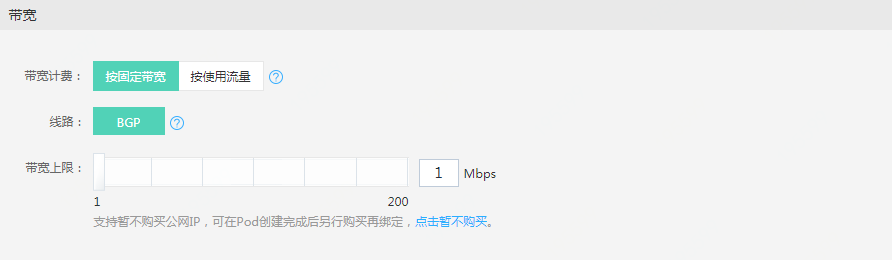 带宽
带宽计费： 按固定带宽 按使用流量 ?
线路： BGP ?
带宽上限： 1 Mbps
1 200
支持暂不购买公网IP，可在Pod创建完成后另行购买再绑定，点击暂不购买。